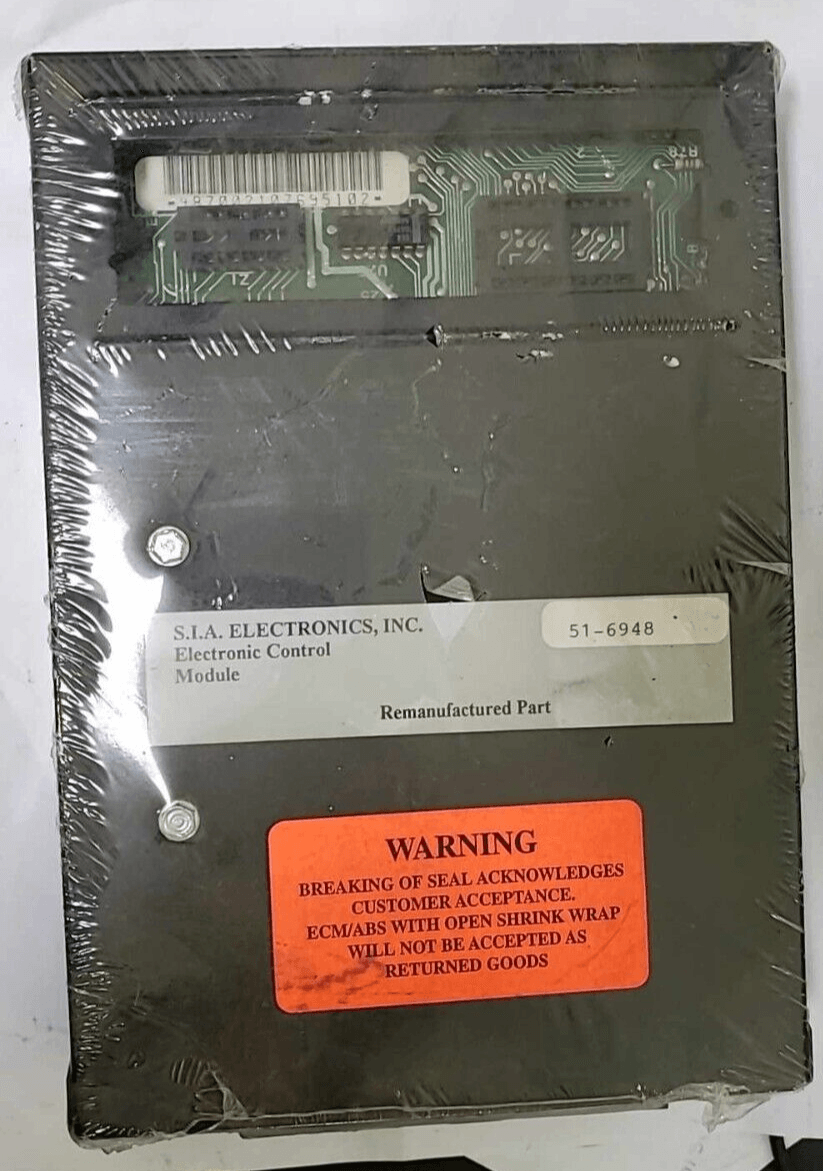 828
S.I.A. ELECTRONICS, INC.
51-6948
Electronic Control
Module
Remanufactured Part
WARNING
BREAKING OF SEAL ACKNOWLEDGES
CUSTOMER ACCEPTANCE.
ECM/ABS WITH OPEN SHRINK WRAP
WILL NOT BE ACCEPTED AS
RETURNED GOODS